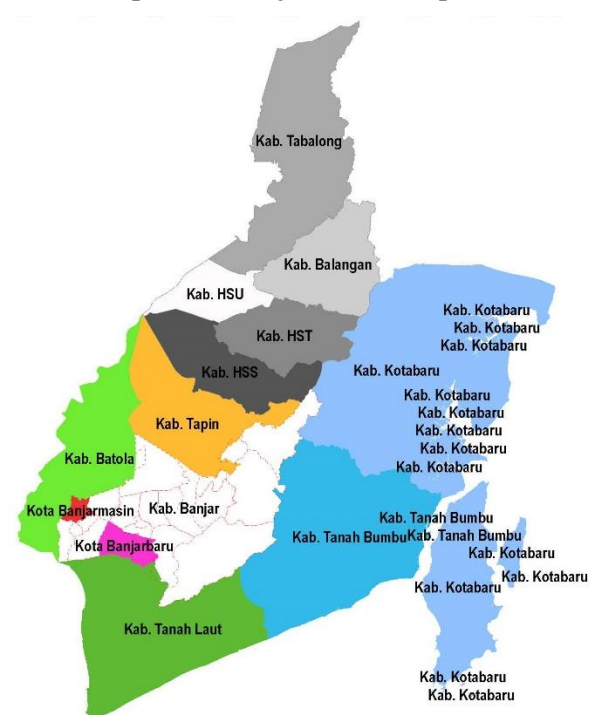 Kab. Tabalong
Kab. Balangan
Kab. HSU
Kab. Kotabaru
Kab. Kotabaru
Kab. HST
Kab. Kotabaru
Kab. HSS
Kab. Kotabaru
Kab. Kotabaru
Kab. Kotabaru
Kab. Tapin
Kab. Kotabaru
Kab. Kotabaru
Kab. Batola
Kab. Kotabaru
Kota Banjarmasin
Kab. Banjar
Kab. Tanah Bumbu
Kab. Tanah Bumbu
Kab. Tanah Bumbu
Kota Banjarbaru
Kab. Kotabaru
Kab. Kotabaru
Kab. Kotabaru
Kab. Tanah Laut
Kab. Kotabaru
Kab. Kotabaru